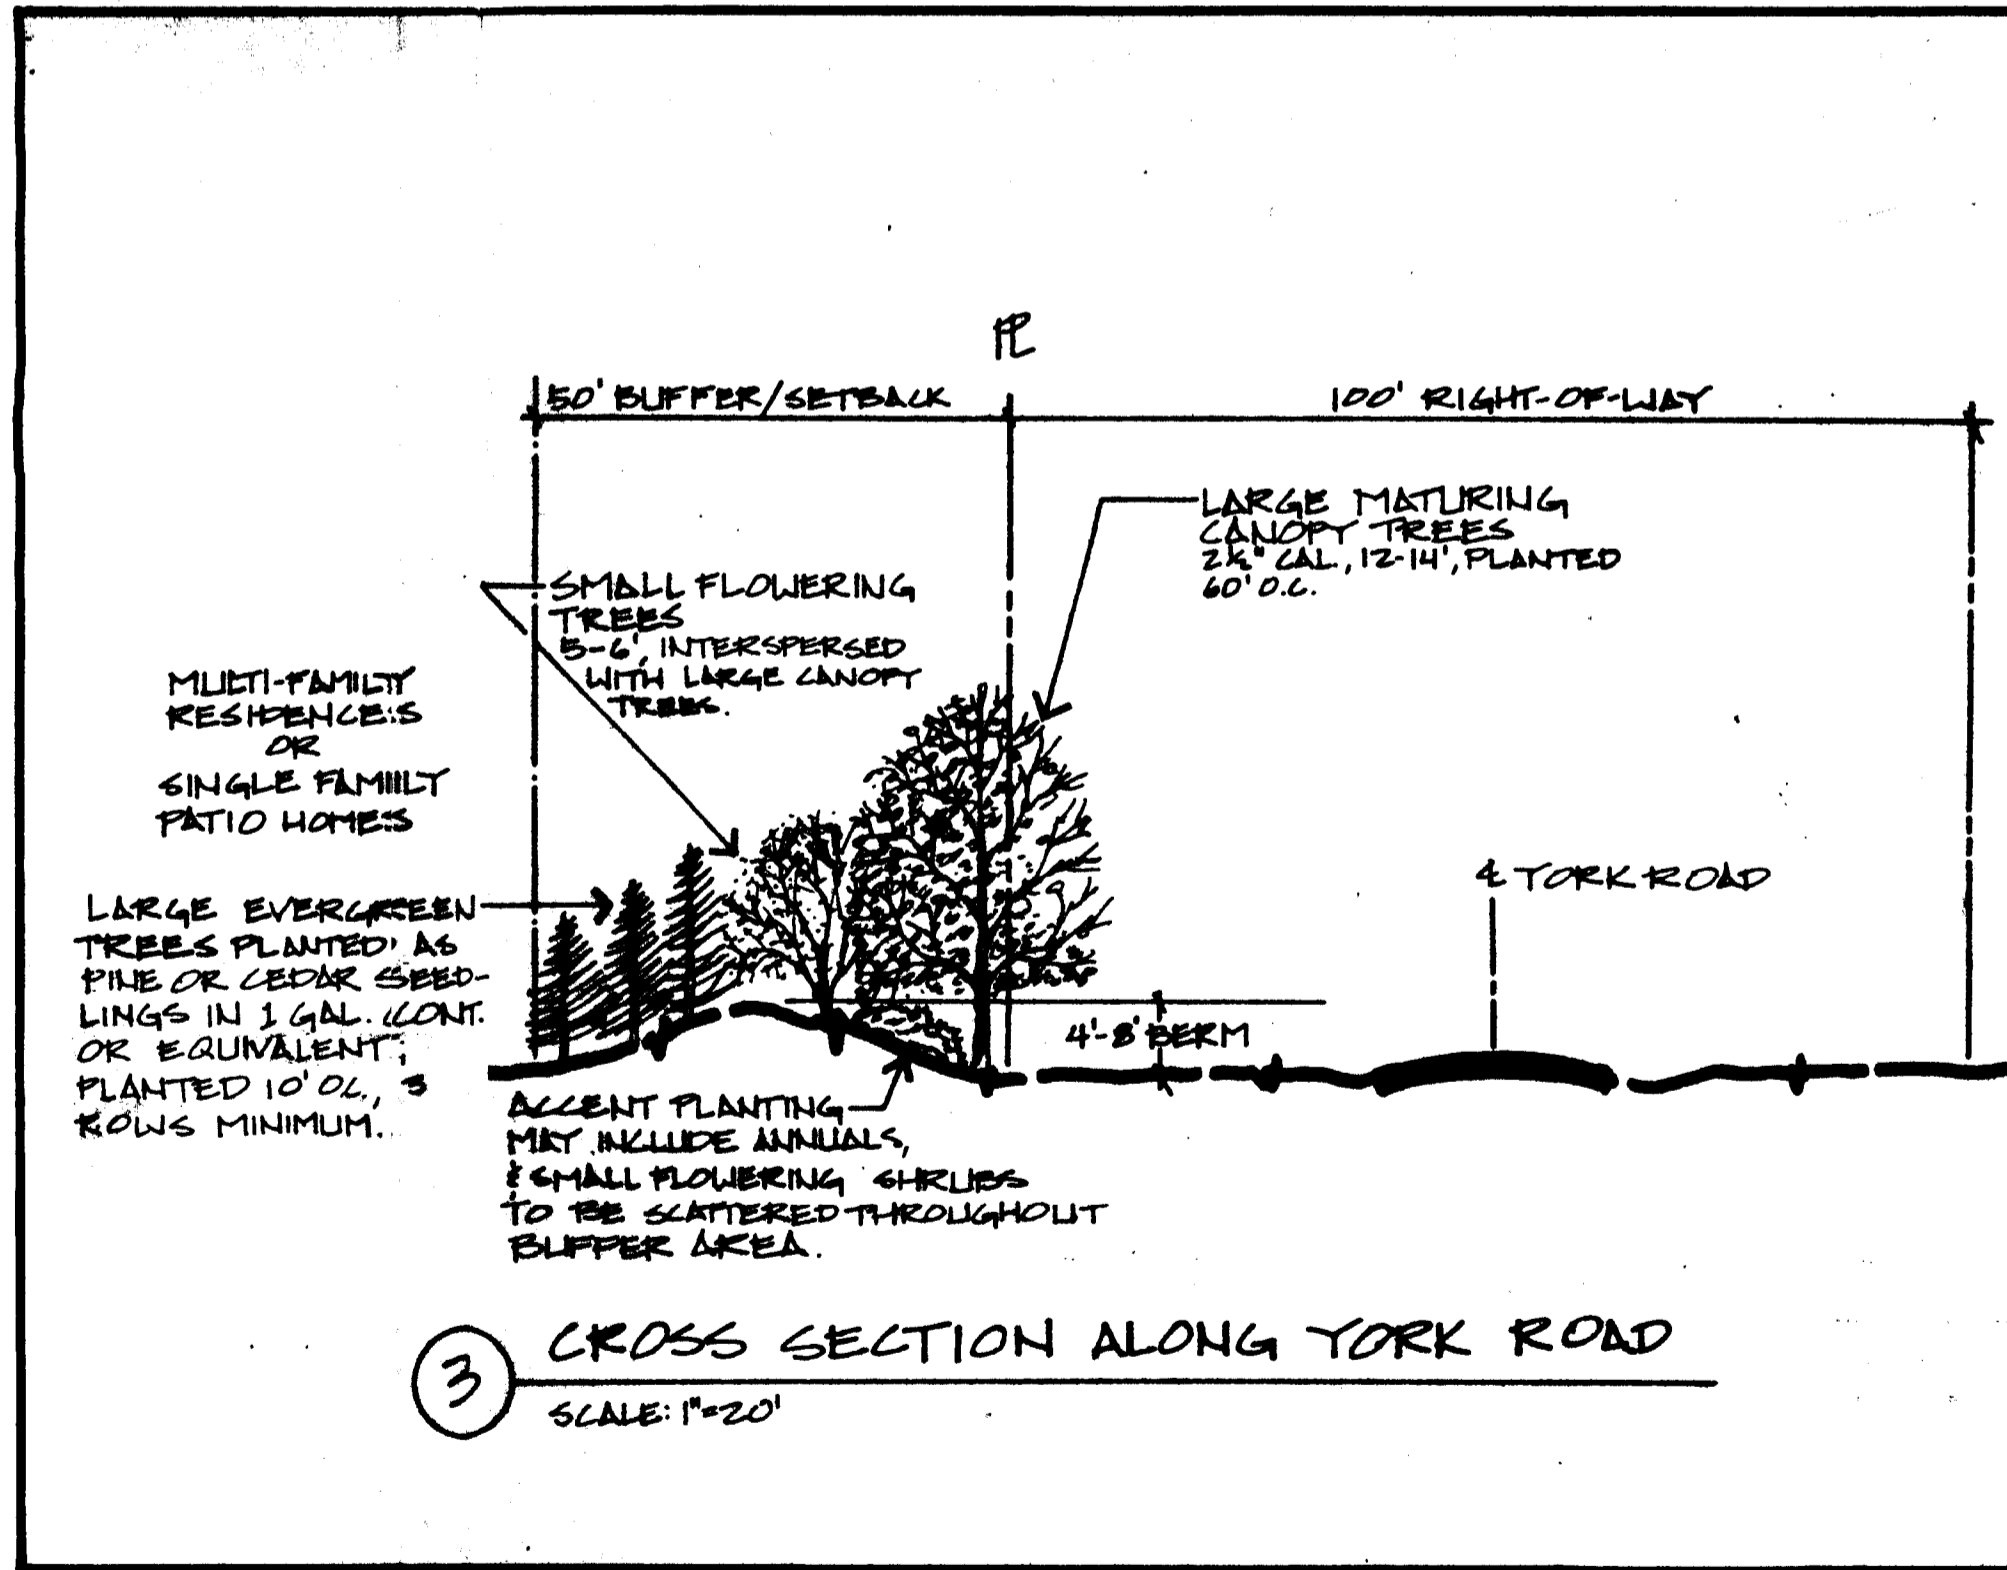 PL
50' BUFFER/SETBACK
100' RIGHT-OF-WAY
LARGE MATURING
CANOPY TREES
2½" CAL., 12-14', PLANTED
60' O.C.
SMALL FLOWERING
TREES
5-6', INTERSPERSED
WITH LARGE CANOPY
TREES.
MULTI-FAMILY
RESIDENCES
OR
SINGLE FAMILY
PATIO HOMES
℄ YORK ROAD
LARGE EVERGREEN
TREES PLANTED AS
PINE OR CEDAR SEED-
LINGS IN 1 GAL. CONT.
OR EQUIVALENT;
PLANTED 10' O.C., 3
ROWS MINIMUM.
4'-8' BERM
ACCENT PLANTING
MAY INCLUDE ANNUALS,
& SMALL FLOWERING SHRUBS
TO BE SCATTERED THROUGHOUT
BUFFER AREA.
3 CROSS SECTION ALONG YORK ROAD
SCALE: 1"=20'